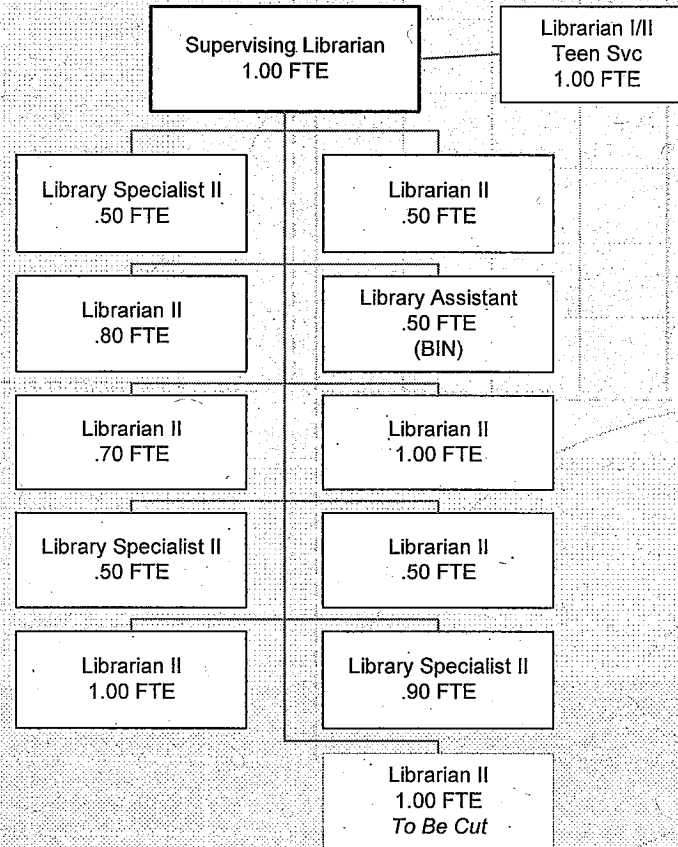 Supervising Librarian
1.00 FTE
Librarian I/II
Teen Svc
1.00 FTE
Library Specialist II
.50 FTE
Librarian II
.50 FTE
Librarian II
.80 FTE
Library Assistant
.50 FTE
(BIN)
Librarian II
.70 FTE
Librarian II
1.00 FTE
Library Specialist II
.50 FTE
Librarian II
.50 FTE
Librarian II
1.00 FTE
Library Specialist II
.90 FTE
Librarian II
1.00 FTE
To Be Cut